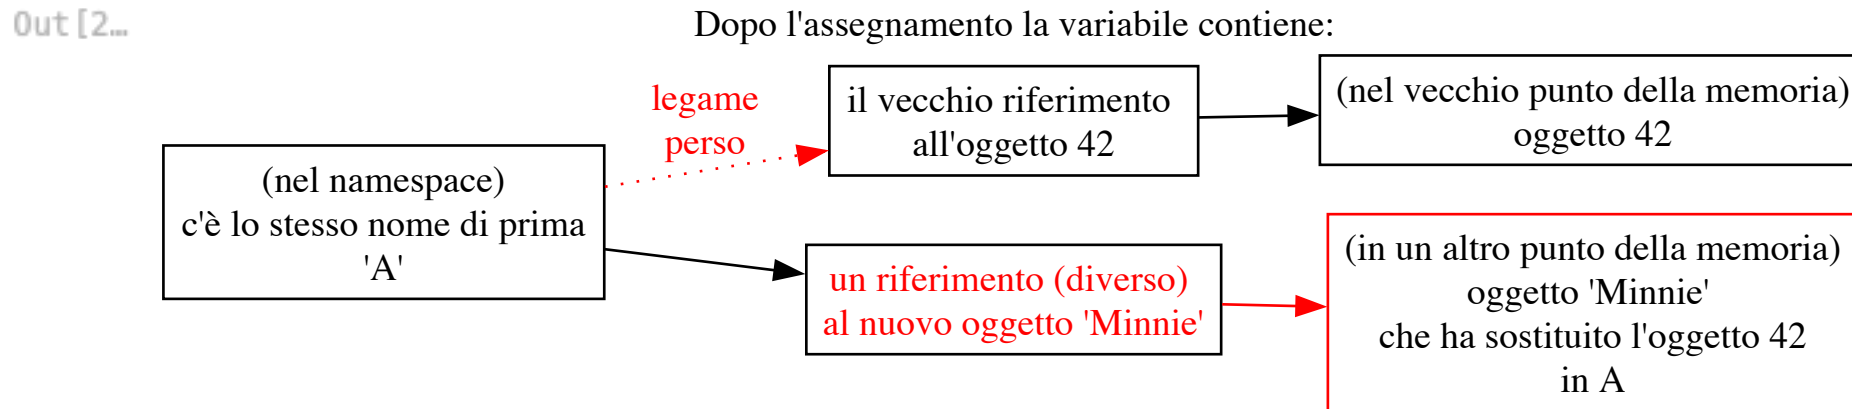 Out[2…
Dopo l'assegnamento la variabile contiene:
legame
perso
il vecchio riferimento
all'oggetto 42
(nel vecchio punto della memoria)
oggetto 42
(nel namespace)
c'è lo stesso nome di prima
'A'
un riferimento (diverso)
al nuovo oggetto 'Minnie'
(in un altro punto della memoria)
oggetto 'Minnie'
che ha sostituito l'oggetto 42
in A